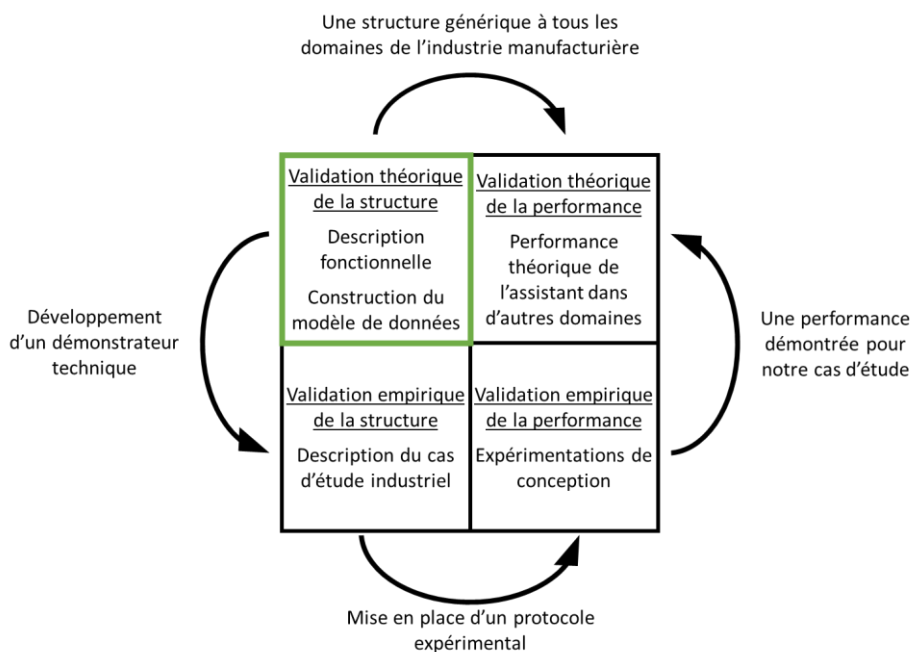 Une structure générique à tous les
domaines de l'industrie manufacturière
Validation théorique
de la structure
Description
fonctionnelle
Construction du
modèle de données
Validation théorique
de la performance
Performance
théorique de
l'assistant dans
d'autres domaines
Développement
d'un démonstrateur
technique
Une performance
démontrée pour
notre cas d'étude
Validation empirique
de la structure
Description du cas
d'étude industriel
Validation empirique
de la performance
Expérimentations de
conception
Mise en place d'un protocole
expérimental